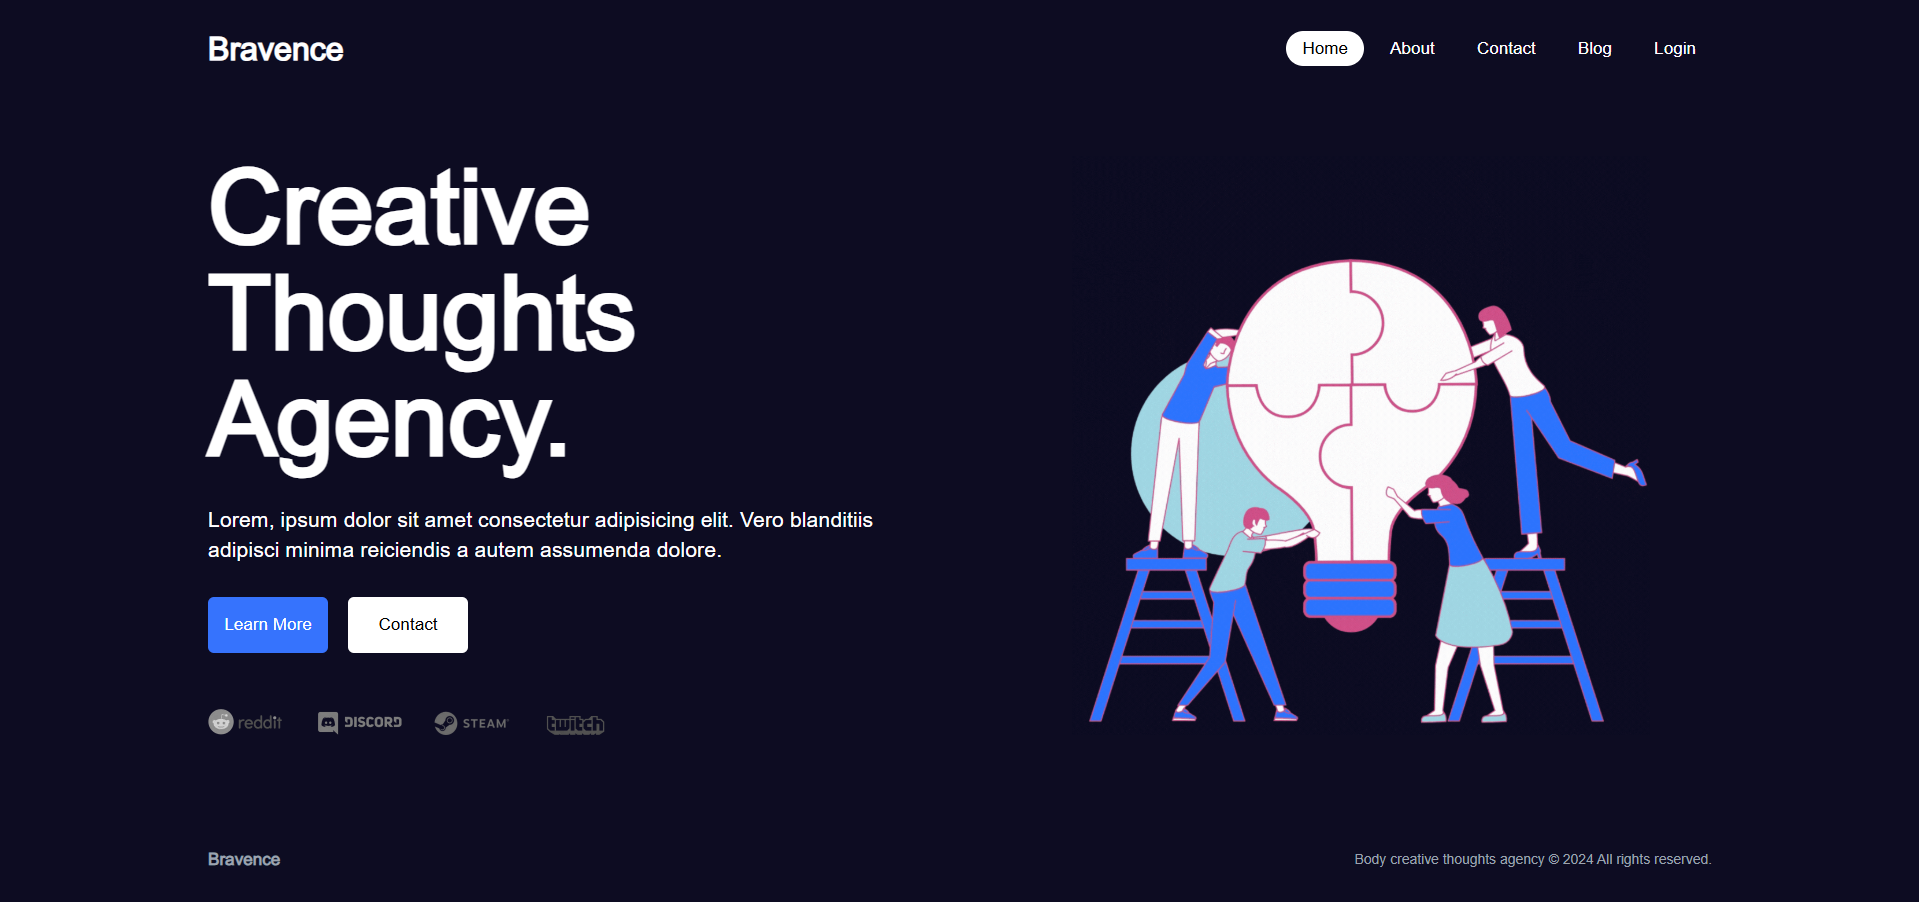 Bravence
Home About Contact Blog Login
Creative
Thoughts
Agency.
Lorem, ipsum dolor sit amet consectetur adipisicing elit. Vero blanditiis
adipisci minima reiciendis a autem assumenda dolore.
Learn More Contact
reddit DISCORD STEAM twitch
Bravence Body creative thoughts agency © 2024 All rights reserved.